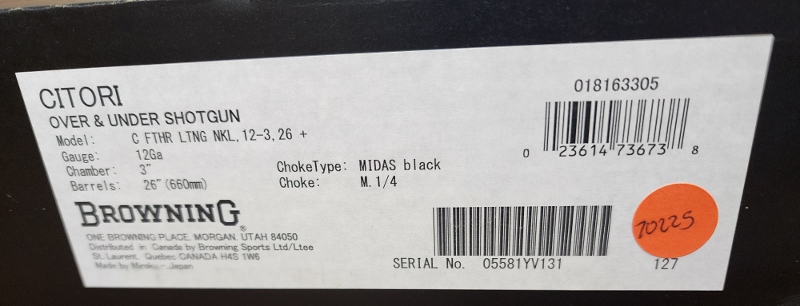 CITORI
OVER & UNDER SHOTGUN
Model: C FTHR LTNG NKL, 12-3, 26 +
Gauge: 12Ga
Chamber: 3"
Barrels: 26" (660mm)
ChokeType: MIDAS black
Choke: M.1/4
BROWNING®
ONE BROWNING PLACE, MORGAN, UTAH 84050
Distributed in Canada by Browning Sports Ltd/Ltee
St. Laurent, Quebec CANADA H4S 1W6
Made by Miroku - Japan
018163305
0 23614 73673 8
70225
SERIAL No. 05581YV131
127